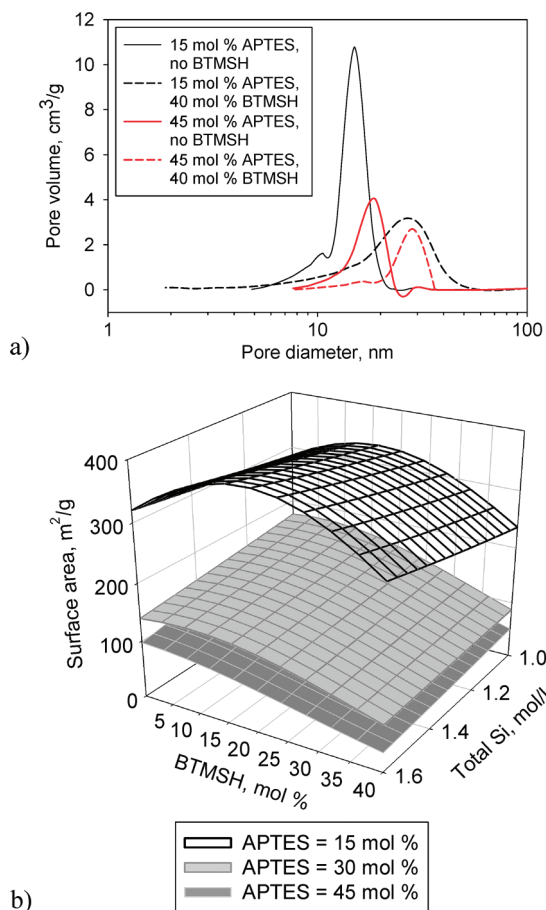 12
10
8
6
4
2
0
Pore volume, cm³/g
15 mol % APTES,
no BTMSH
15 mol % APTES,
40 mol % BTMSH
45 mol % APTES,
no BTMSH
45 mol % APTES,
40 mol % BTMSH
1
10
100
Pore diameter, nm
a)
400
300
200
100
0
Surface area, m²/g
5
10
15
20
25
30
35
40
BTMSH, mol %
1.0
1.2
1.4
1.6
Total Si, mol/l
APTES = 15 mol %
APTES = 30 mol %
APTES = 45 mol %
b)